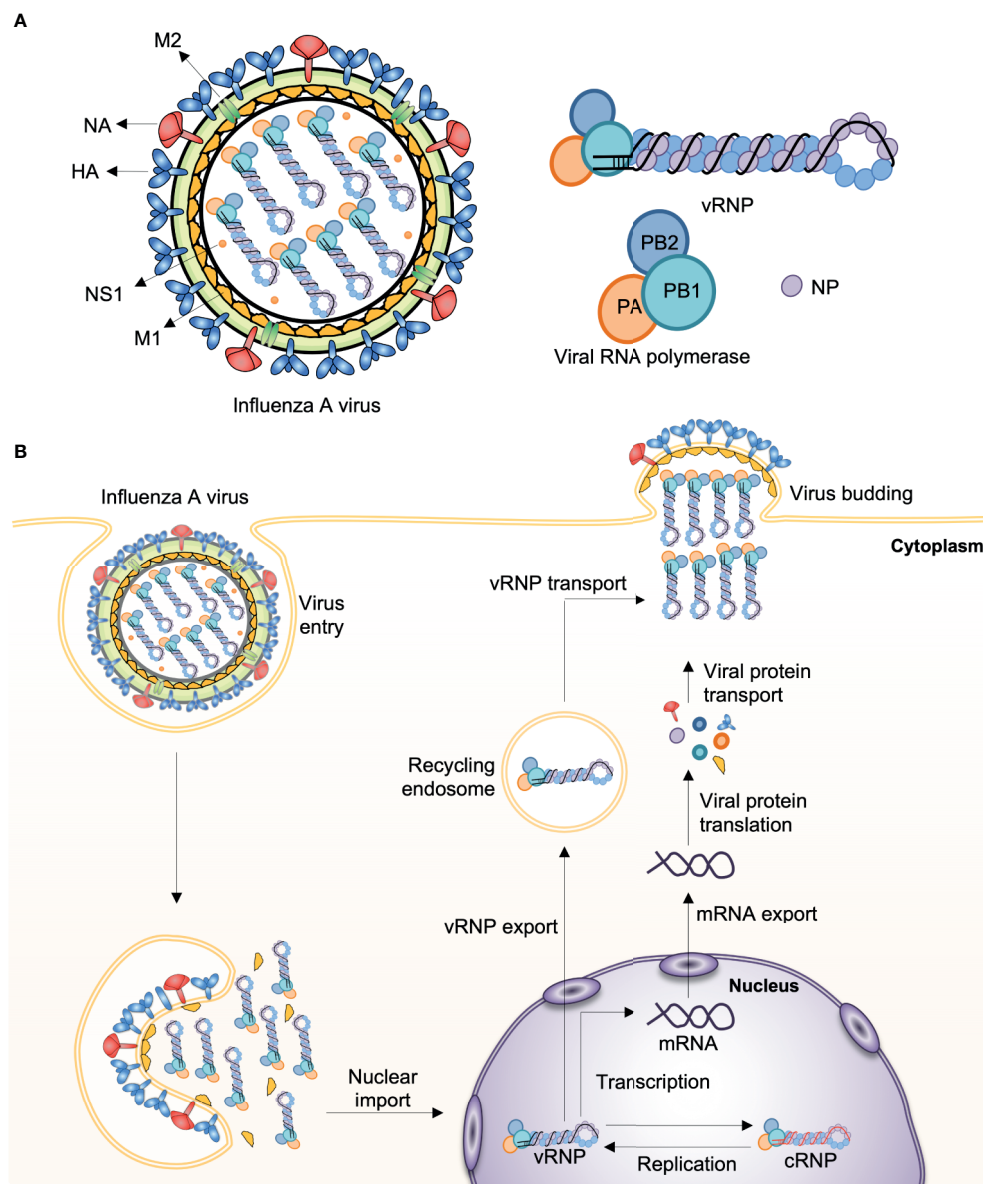 A
M2
NA
HA
NS1
M1
Influenza A virus
vRNP
PB2
PB1
PA
NP
Viral RNA polymerase
B
Influenza A virus
Virus
entry
Virus budding
Cytoplasm
vRNP transport
Viral protein
transport
Recycling
endosome
Viral protein
translation
vRNP export
mRNA export
Nucleus
mRNA
Nuclear
import
Transcription
vRNP
Replication
cRNP